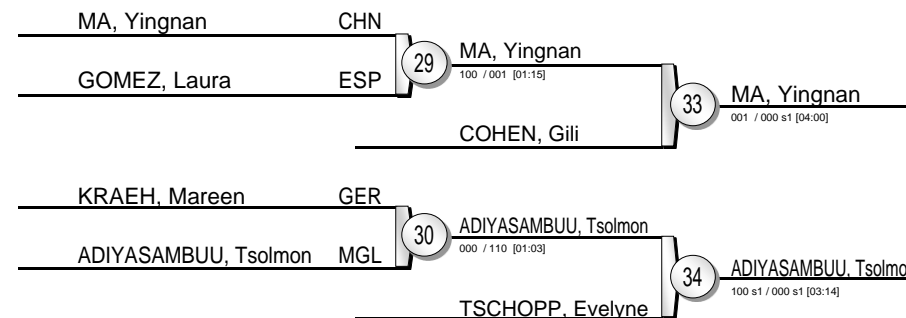 MA, Yingnan CHN
GOMEZ, Laura ESP
29
MA, Yingnan
100 / 001 [01:15]
COHEN, Gili
33
MA, Yingnan
001 / 000 s1 [04:00]
KRAEH, Mareen GER
ADIYASAMBUU, Tsolmon MGL
30
ADIYASAMBUU, Tsolmon
000 / 110 [01:03]
TSCHOPP, Evelyne
34
ADIYASAMBUU, Tsolmo
100 s1 / 000 s1 [03:14]